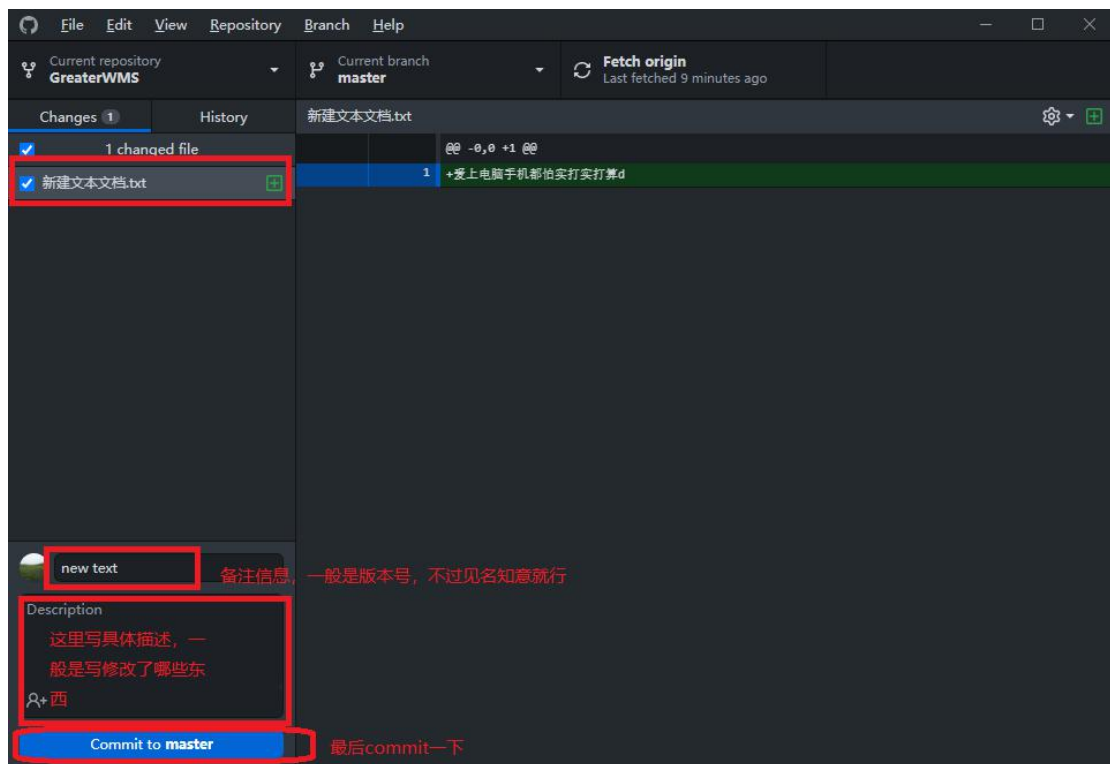 File Edit View Repository Branch Help
Current repository
GreaterWMS
Current branch
master
Fetch origin
Last fetched 9 minutes ago
Changes 1 History
新建文本文档.txt
1 changed file
@@ -0,0 +1 @@
新建文本文档.txt
1 +爱上电脑手机都怕实打实打算d
new text
备注信息，一般是版本号，不过见名知意就行
Description
这里写具体描述，一
般是写修改了哪些东
西
Commit to master
最后commit一下